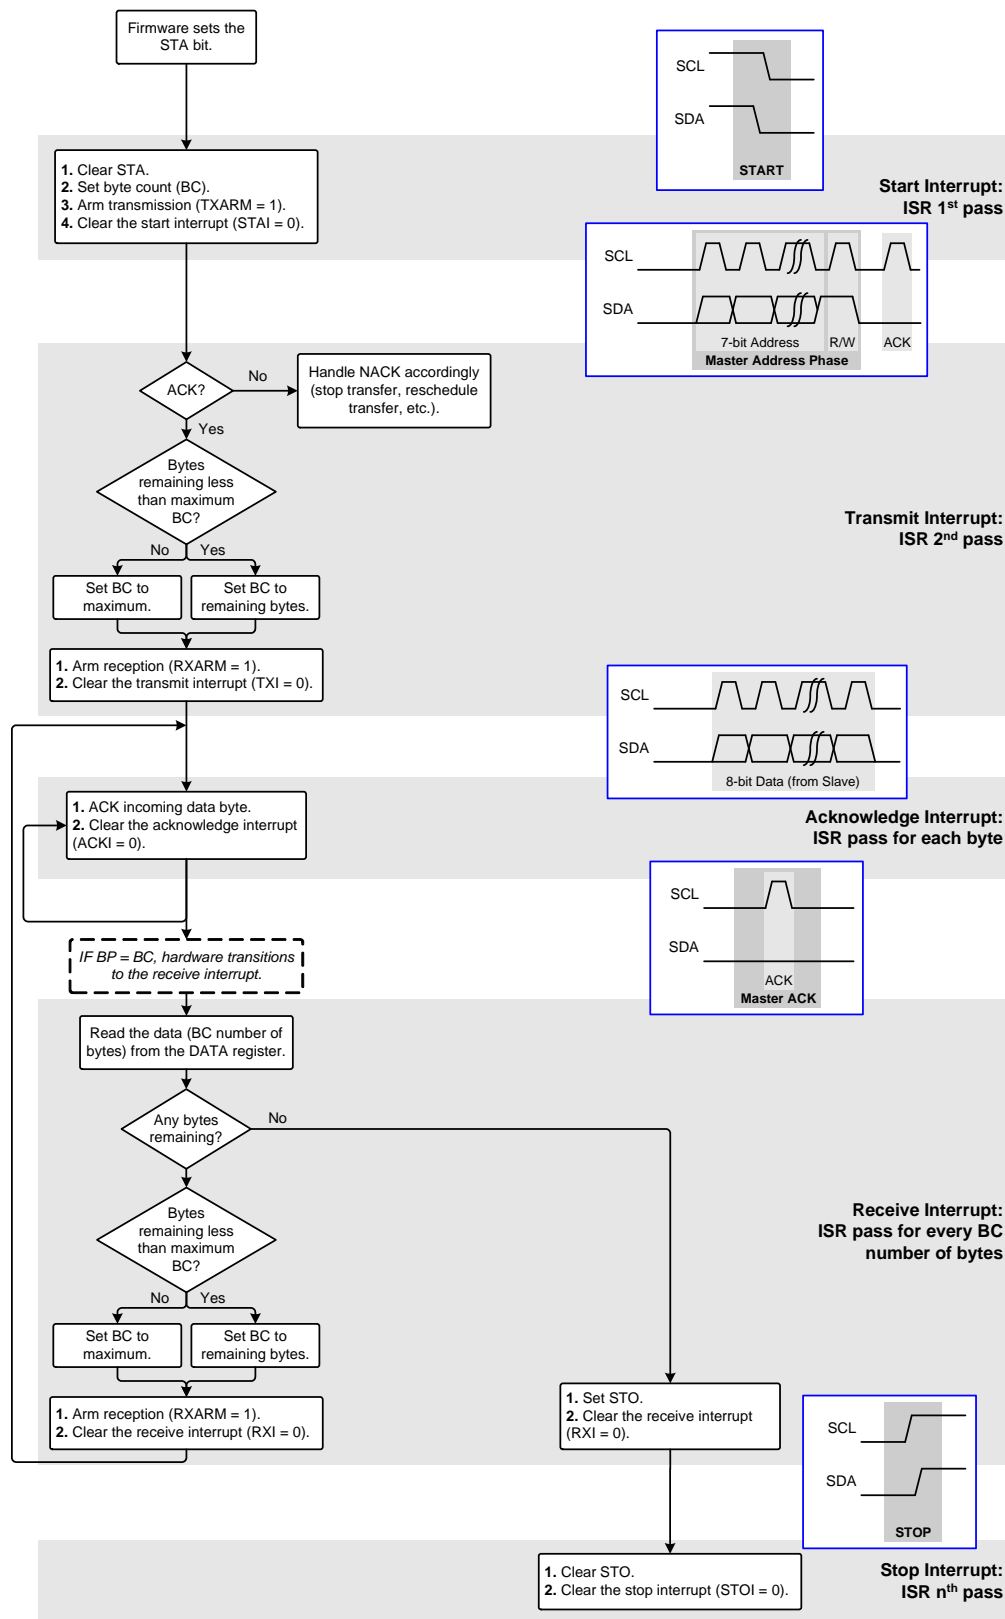 Firmware sets the
STA bit.
SCL
SDA
START
1. Clear STA.
2. Set byte count (BC).
3. Arm transmission (TXARM = 1).
4. Clear the start interrupt (STAI = 0).
Start Interrupt:
ISR 1st pass
SCL
SDA
7-bit Address
R/W
ACK
Master Address Phase
ACK?
No
Handle NACK accordingly
(stop transfer, reschedule
transfer, etc.).
Yes
Bytes
remaining less
than maximum
BC?
No
Yes
Set BC to
maximum.
Set BC to
remaining bytes.
1. Arm reception (RXARM = 1).
2. Clear the transmit interrupt (TXI = 0).
Transmit Interrupt:
ISR 2nd pass
SCL
SDA
8-bit Data (from Slave)
1. ACK incoming data byte.
2. Clear the acknowledge interrupt
(ACKI = 0).
Acknowledge Interrupt:
ISR pass for each byte
SCL
SDA
ACK
Master ACK
IF BP = BC, hardware transitions
to the receive interrupt.
Read the data (BC number of
bytes) from the DATA register.
Any bytes
remaining?
No
Bytes
remaining less
than maximum
BC?
No
Yes
Set BC to
maximum.
Set BC to
remaining bytes.
1. Arm reception (RXARM = 1).
2. Clear the receive interrupt (RXI = 0).
Receive Interrupt:
ISR pass for every BC
number of bytes
1. Set STO.
2. Clear the receive interrupt
(RXI = 0).
SCL
SDA
STOP
1. Clear STO.
2. Clear the stop interrupt (STOI = 0).
Stop Interrupt:
ISR nth pass